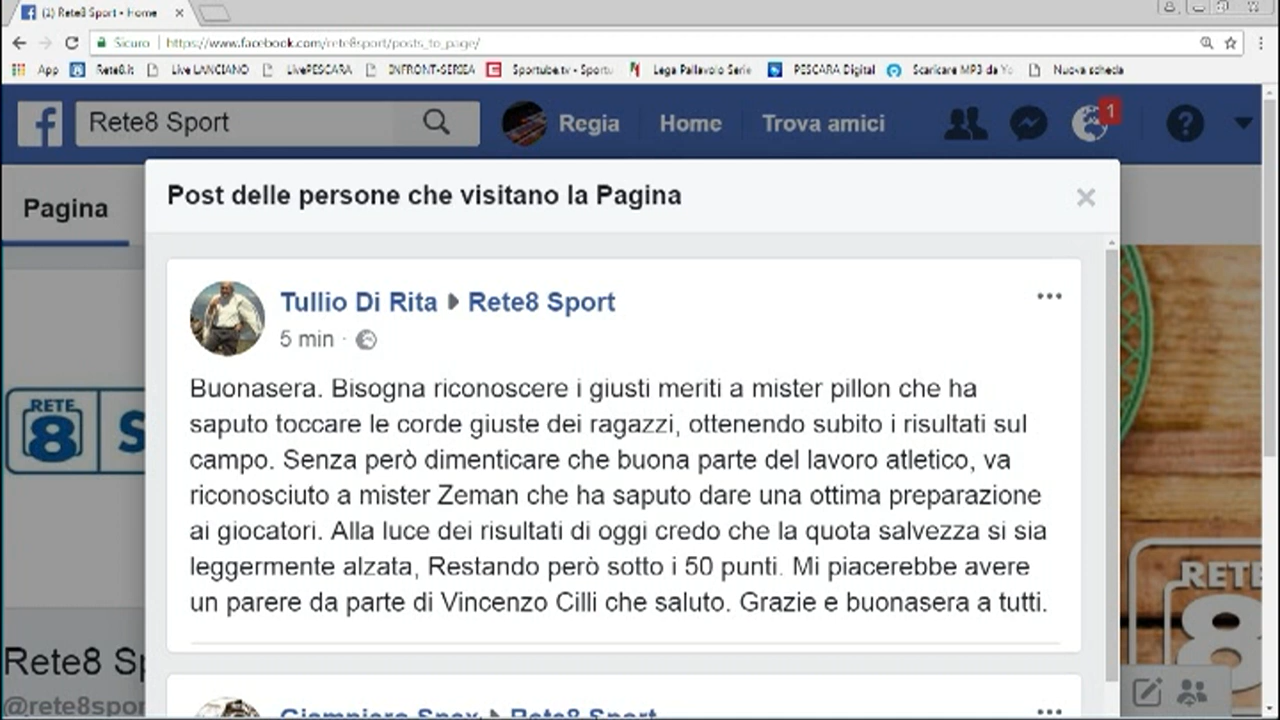 (1) Rete8 Sport - Home
Sicuro https://www.facebook.com/rete8sport/posts_to_page/
App Rete8.it Live LANCIANO LivePESCARA INFRONT-SERIEA Sportube.tv - Sportu Lega Pallavolo Serie PESCARA Digital Scaricare MP3 da Yo Nuova scheda
Rete8 Sport Regia Home Trova amici 1 ?
Pagina
Post delle persone che visitano la Pagina
Tullio Di Rita Rete8 Sport
5 min ·
Buonasera. Bisogna riconoscere i giusti meriti a mister pillon che ha
saputo toccare le corde giuste dei ragazzi, ottenendo subito i risultati sul
campo. Senza però dimenticare che buona parte del lavoro atletico, va
riconosciuto a mister Zeman che ha saputo dare una ottima preparazione
ai giocatori. Alla luce dei risultati di oggi credo che la quota salvezza si sia
leggermente alzata, Restando però sotto i 50 punti. Mi piacerebbe avere
un parere da parte di Vincenzo Cilli che saluto. Grazie e buonasera a tutti.
RETE
8 S
RETE
8
Rete8 Sp
@rete8spor
Rete8 Sport